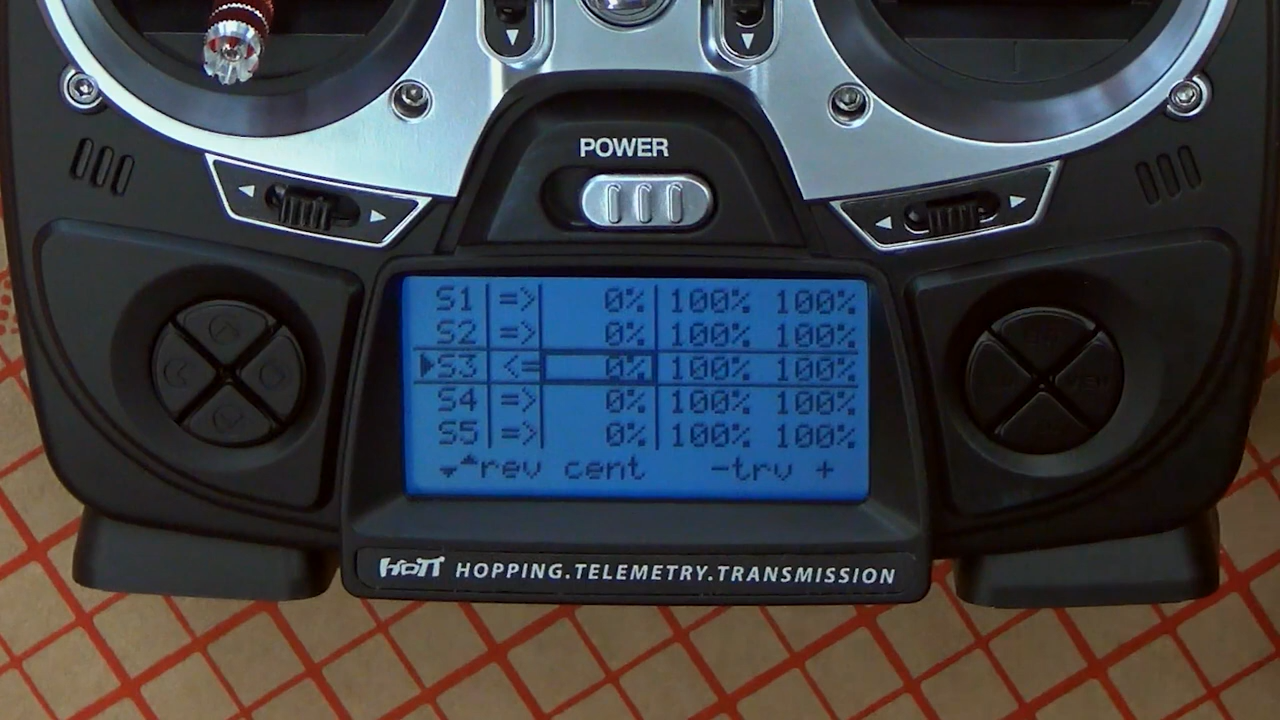 POWER
S1 => 0% 100% 100%
S2 => 0% 100% 100%
S3 <= 0% 100% 100%
S4 => 0% 100% 100%
S5 => 0% 100% 100%
rev cent -trv +
HoTT HOPPING.TELEMETRY.TRANSMISSION